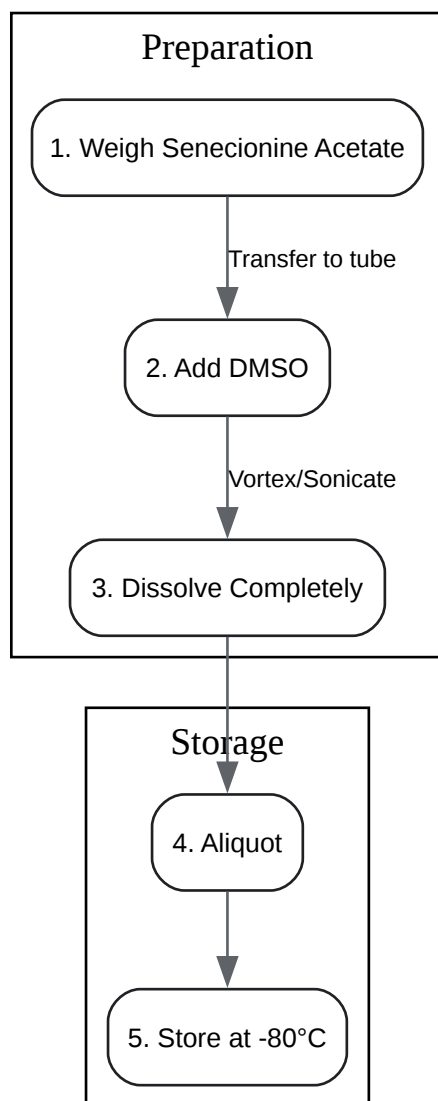 Preparation
1. Weigh Senecionine Acetate
Transfer to tube
2. Add DMSO
Vortex/Sonicate
3. Dissolve Completely
Storage
4. Aliquot
5. Store at -80°C